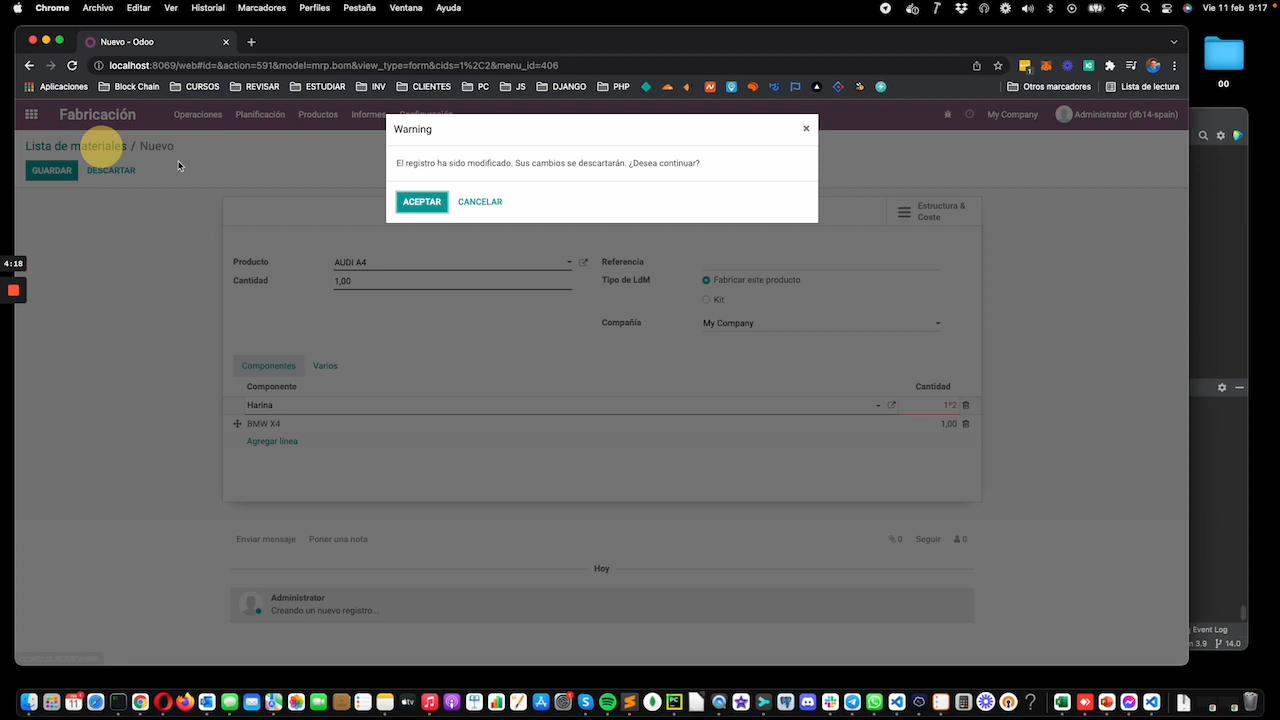 Chrome Archivo Editar Ver Historial Marcadores Perfiles Pestaña Ventana Ayuda
Vie 11 feb 9:17
Nuevo - Odoo
localhost:8069/web#id=&action=591&model=mrp.bom&view_type=form&cids=1%2C2&menu_id=406
Aplicaciones Block Chain CURSOS REVISAR ESTUDIAR INV CLIENTES PC JS DJANGO PHP Otros marcadores Lista de lectura
00
Fabricación Operaciones Planificación Productos Informes Configuración My Company Administrator (db14-spain)
Warning
Lista de materiales / Nuevo
El registro ha sido modificado. Sus cambios se descartarán. ¿Desea continuar?
GUARDAR DESCARTAR
ACEPTAR CANCELAR
Estructura &
Coste
4:18
Producto AUDI A4 Referencia
Cantidad 1,00 Tipo de LdM Fabricar este producto
Kit
Compañía My Company
Componentes Varios
Componente Cantidad
Harina 1º2
BMW X4 1,00
Agregar línea
Enviar mensaje Poner una nota 0 Seguir 0
Hoy
Administrator
Creando un nuevo registro...
Event Log
3.9 14.0